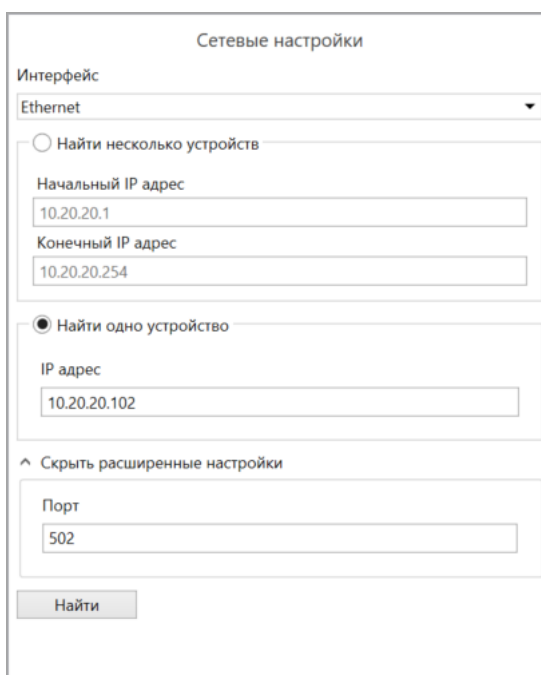 Сетевые настройки
Интерфейс
Ethernet
Найти несколько устройств
Начальный IP адрес
10.20.20.1
Конечный IP адрес
10.20.20.254
Найти одно устройство
IP адрес
10.20.20.102
Скрыть расширенные настройки
Порт
502
Найти